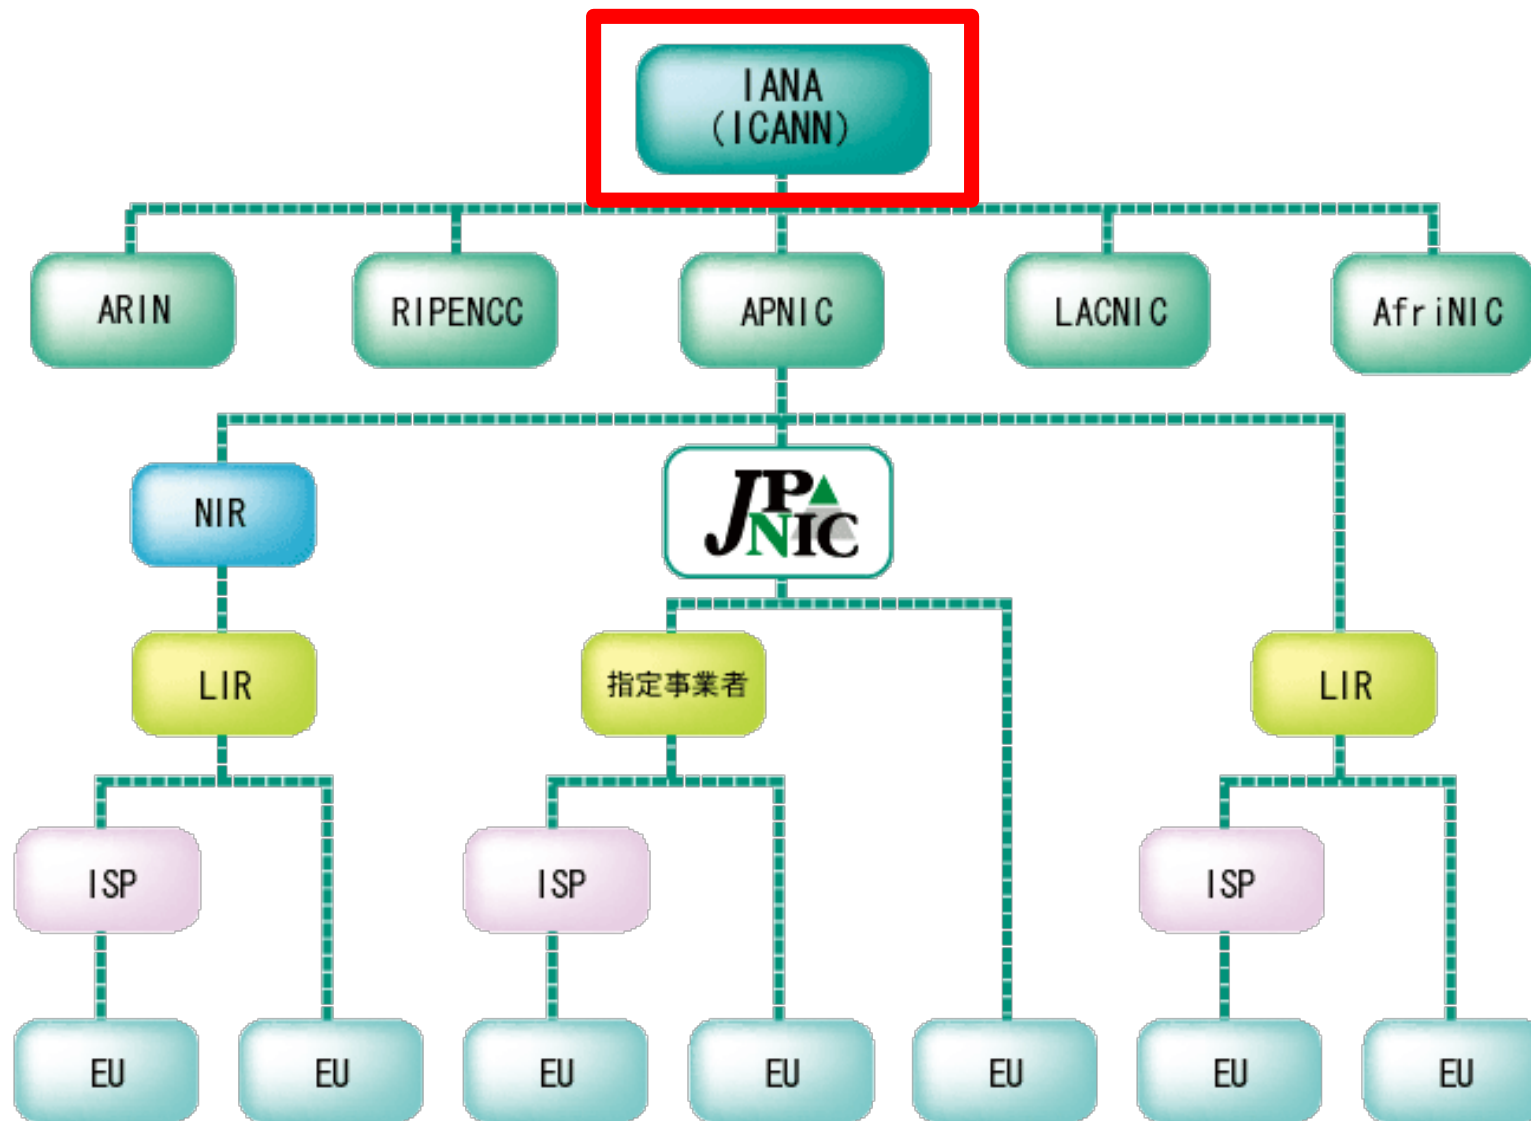 IANA
(ICANN)
ARIN
RIPENCC
APNIC
LACNIC
AfriNIC
NIR
JPNIC
LIR
指定事業者
LIR
ISP
ISP
ISP
EU
EU
EU
EU
EU
EU
EU